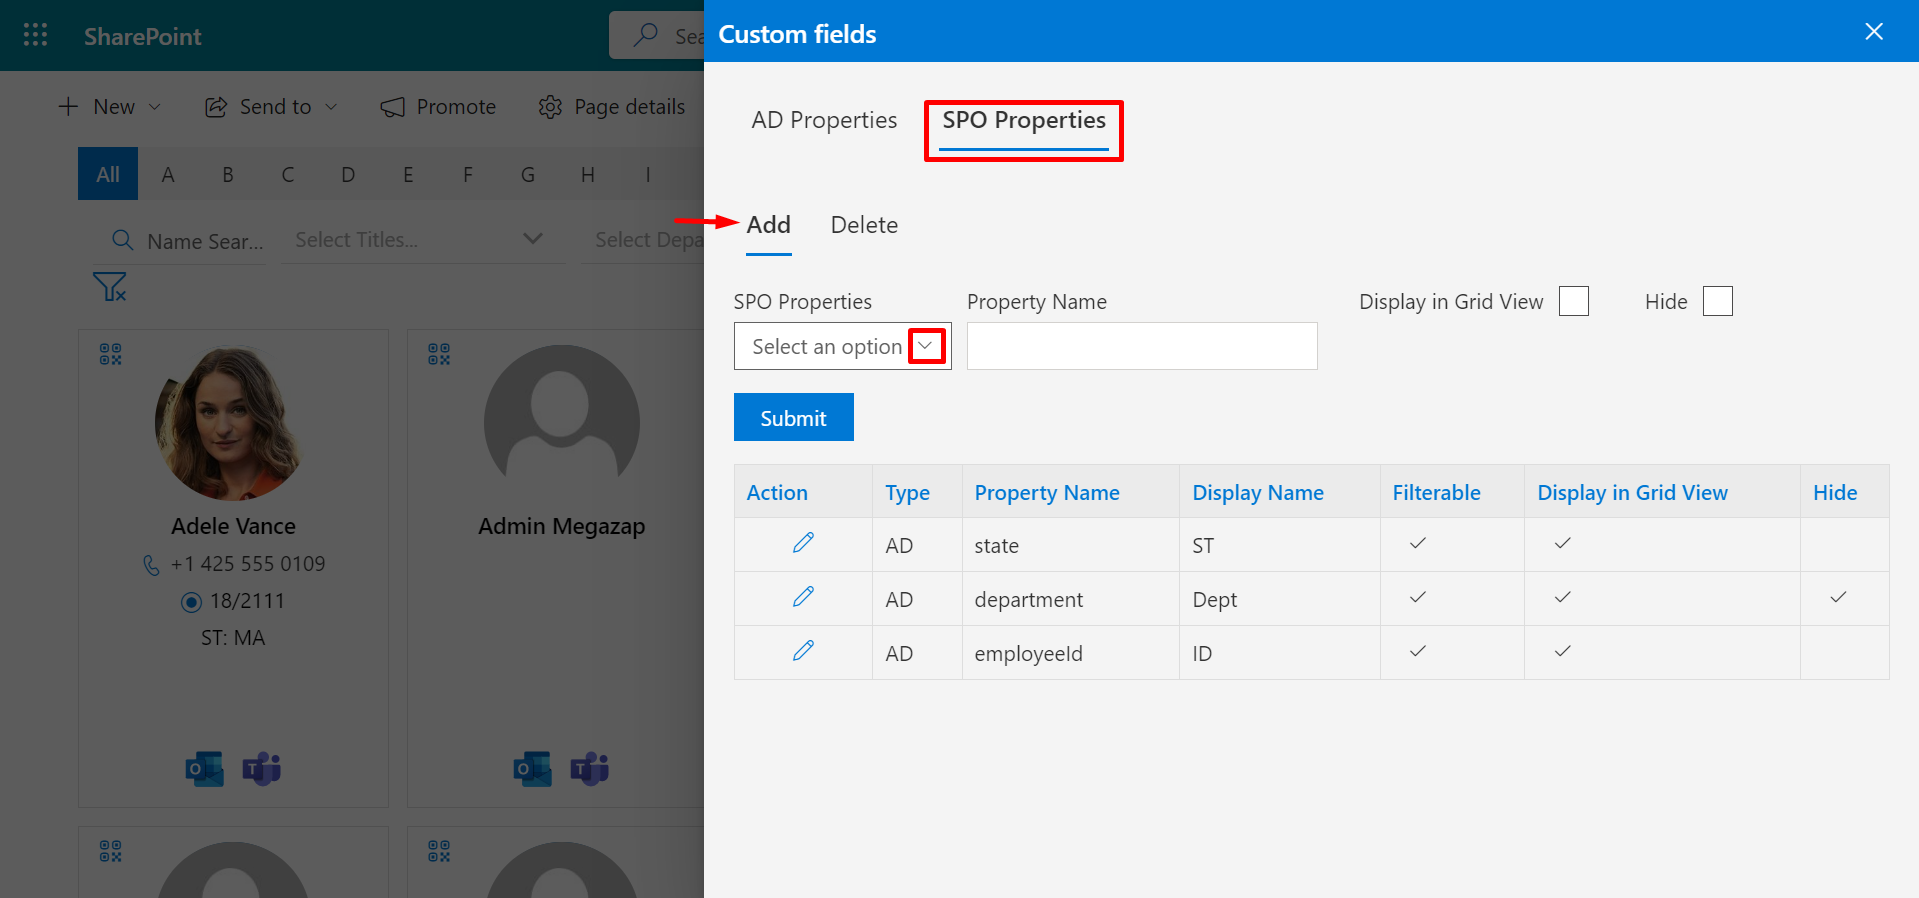 SharePoint
Sea
New
Send to
Promote
Page details
All A B C D E F G H I
Name Sear...
Select Titles...
Select Depa
Adele Vance
+1 425 555 0109
18/2111
ST: MA
Admin Megazap
Custom fields
AD Properties
SPO Properties
Add
Delete
SPO Properties
Property Name
Display in Grid View
Hide
Select an option
Submit
Action Type Property Name Display Name Filterable Display in Grid View Hide
AD state ST
AD department Dept
AD employeeId ID